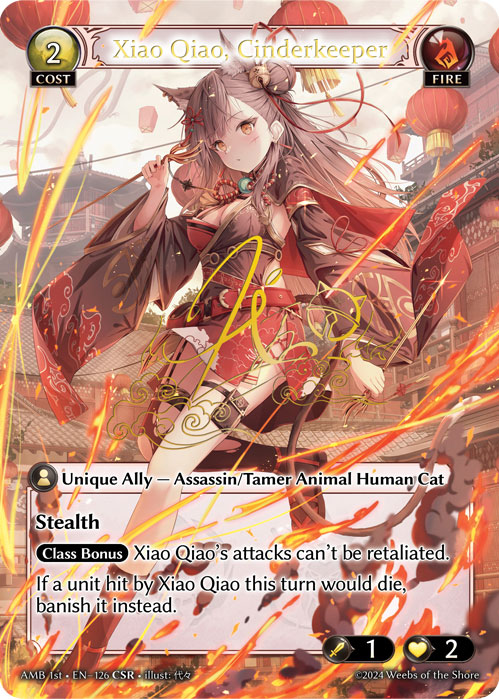 2
COST
Xiao Qiao, Cinderkeeper
FIRE
Unique Ally — Assassin/Tamer Animal Human Cat
Stealth
Class Bonus Xiao Qiao's attacks can't be retaliated.
If a unit hit by Xiao Qiao this turn would die,
banish it instead.
1
2
AMB 1st • EN-126 CSR • illust: 代々
©2024 Weebs of the Shore